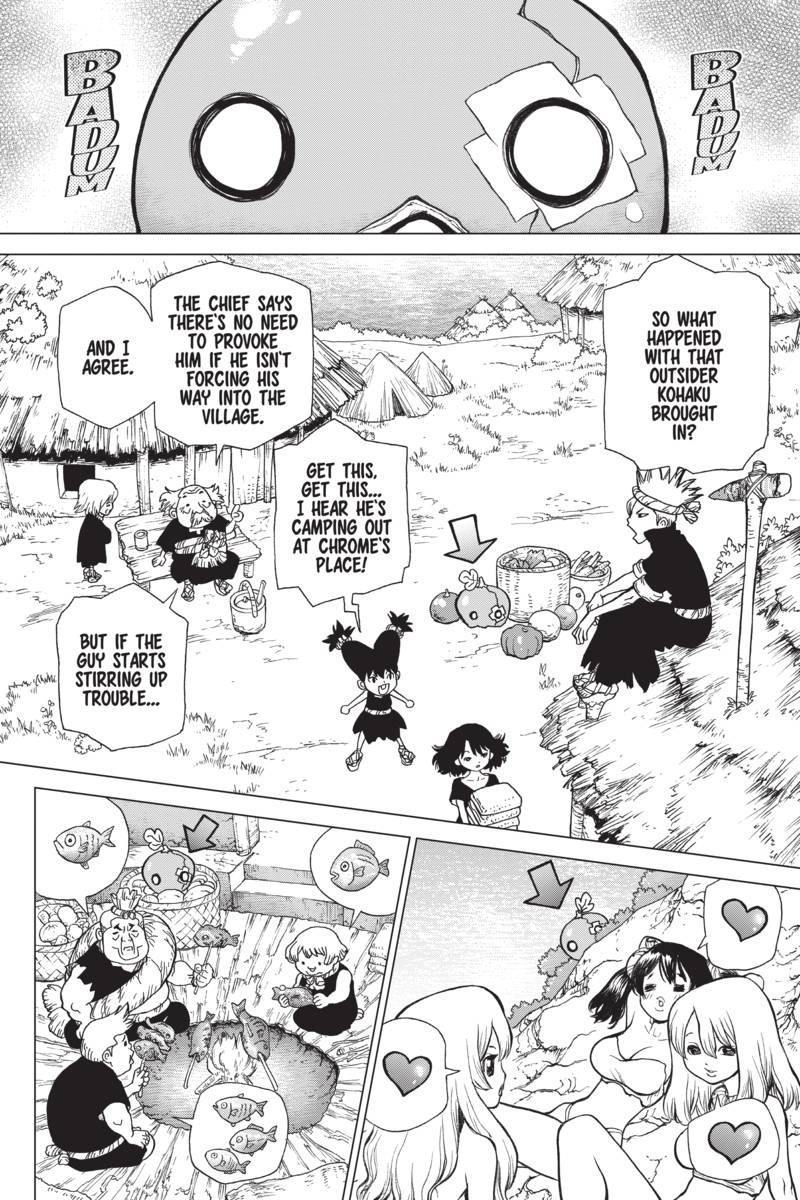 BADUM
BADUM
SO WHAT
HAPPENED
WITH THAT
OUTSIDER
KOHAKU
BROUGHT
IN?
THE CHIEF SAYS
THERE'S NO NEED
TO PROVOKE
HIM IF HE ISN'T
FORCING HIS
WAY INTO THE
VILLAGE.
AND I
AGREE.
GET THIS,
GET THIS...
I HEAR HE'S
CAMPING OUT
AT CHROME'S
PLACE!
BUT IF THE
GUY STARTS
STIRRING UP
TROUBLE...